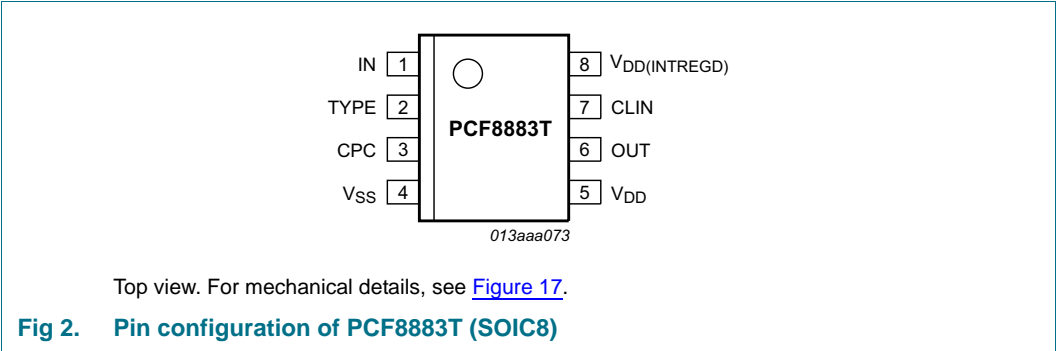 IN 1 8 VDD(INTREGD)
TYPE 2 7 CLIN
PCF8883T
CPC 3 6 OUT
VSS 4 5 VDD
013aaa073
Top view. For mechanical details, see Figure 17.
Fig 2. Pin configuration of PCF8883T (SOIC8)